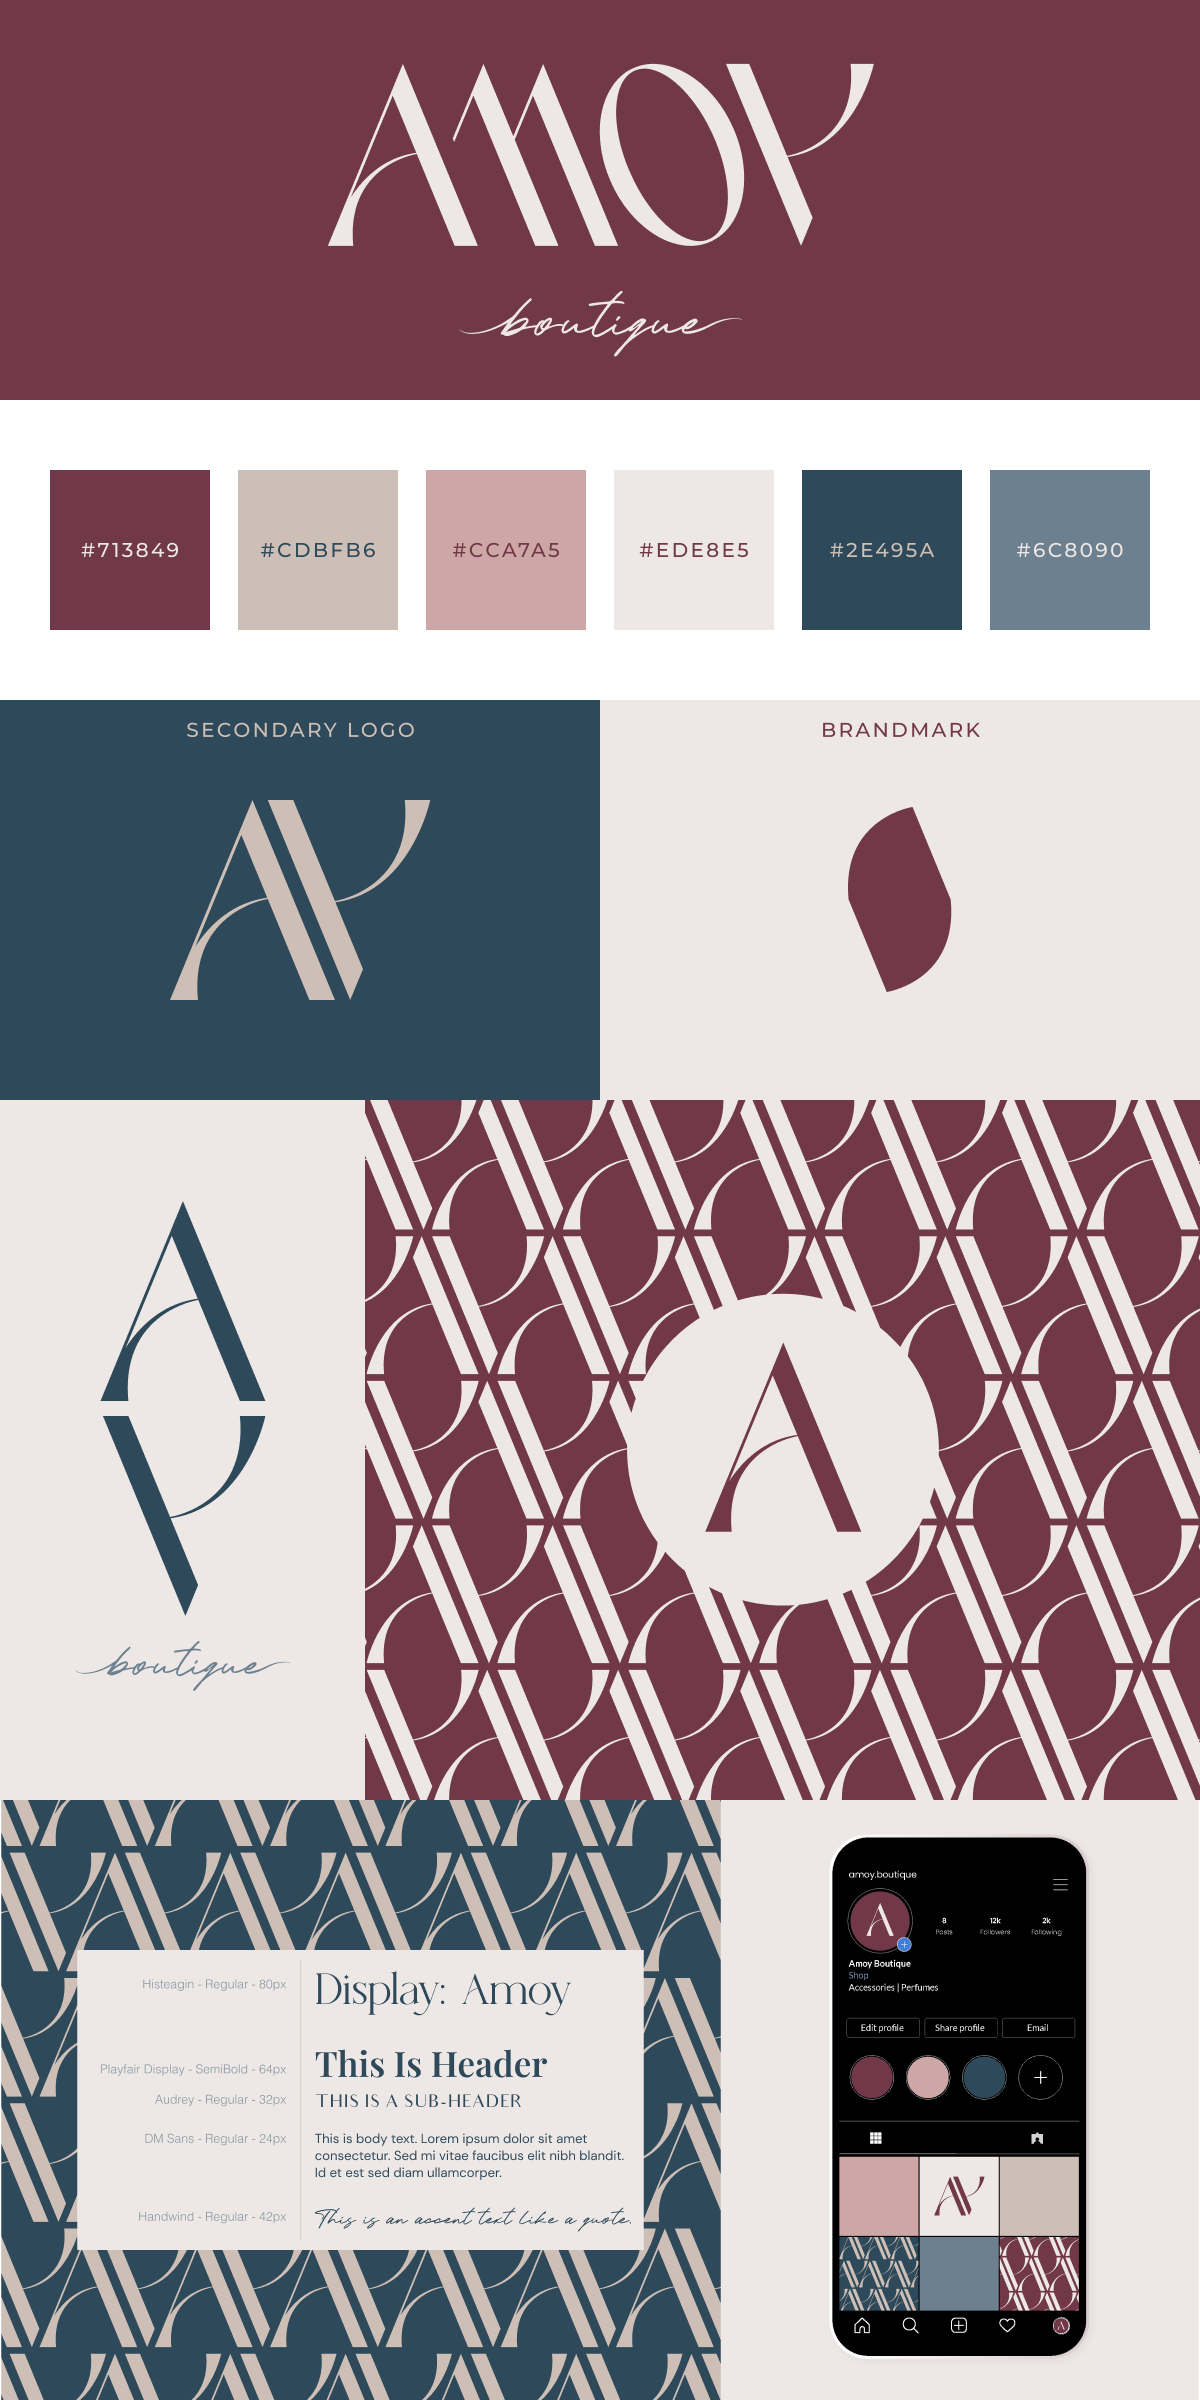 AMOY
boutique
#713849
#CDBFB6
#CCA7A5
#EDE8E5
#2E495A
#6C8090
SECONDARY LOGO
BRANDMARK
AY
A
Y
boutique
A
Histeagin - Regular - 80px
Display: Amoy
Playfair Display - SemiBold - 64px
This Is Header
Audrey - Regular - 32px
THIS IS A SUB-HEADER
DM Sans - Regular - 24px
This is body text. Lorem ipsum dolor sit amet
consectetur. Sed mi vitae faucibus elit nibh blandit.
Id et est sed diam ullamcorper.
Handwind - Regular - 42px
This is an accent text like a quote.
amoy.boutique
A
8
12k
2k
Posts
Followers
Following
Amoy Boutique
Shop
Accessories | Perfumes
Edit profile
Share profile
Email
AY
A